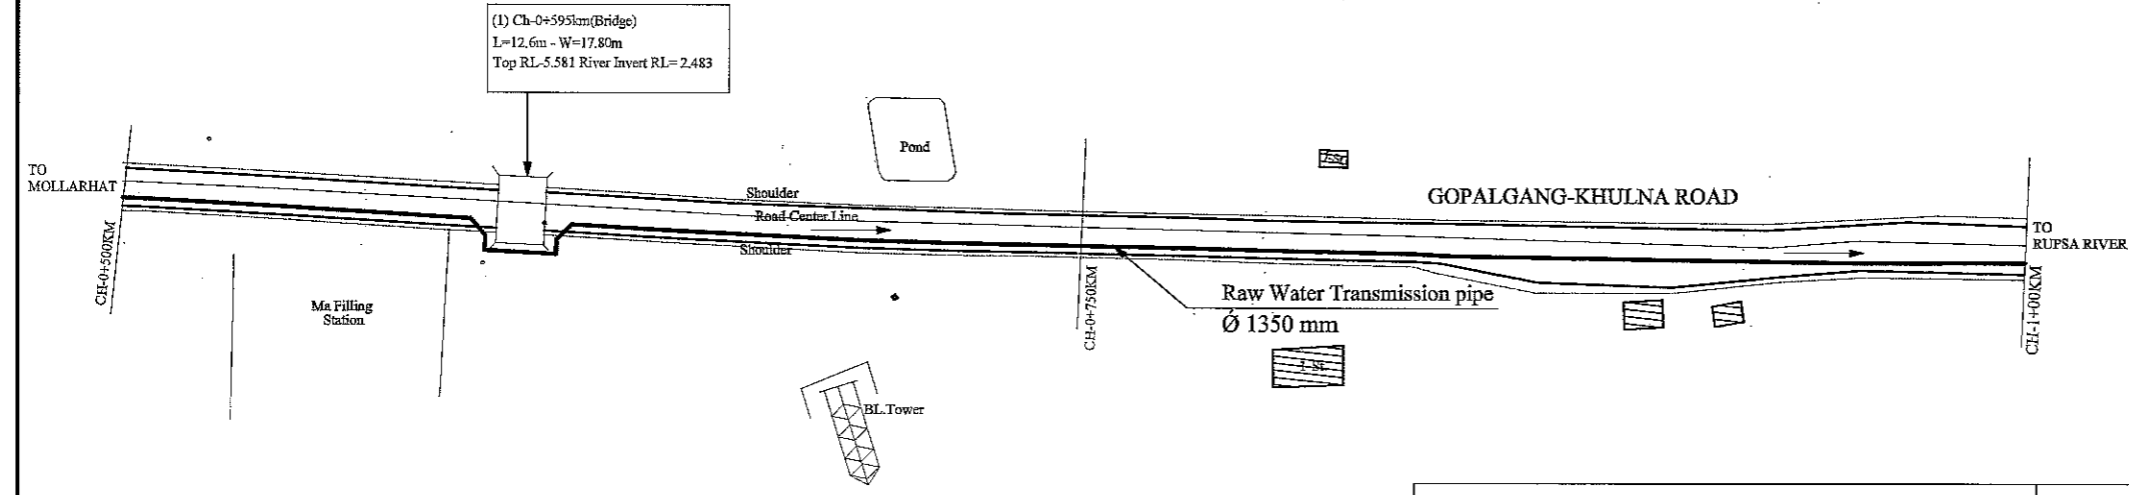 (1) Ch-0+595km(Bridge)
L=12.6m - W=17.80m
Top RL-5.581 River Invert RL= 2.483
TO
MOLLARHAT
CH-0+500KM
Ma Filling
Station
Shoulder
Road Center Line
Shoulder
Pond
BL.Tower
CH-0+750KM
GOPALGANG-KHULNA ROAD
Raw Water Transmission pipe
Ø 1350 mm
TO
RUPSA RIVER
CH-1+00KM